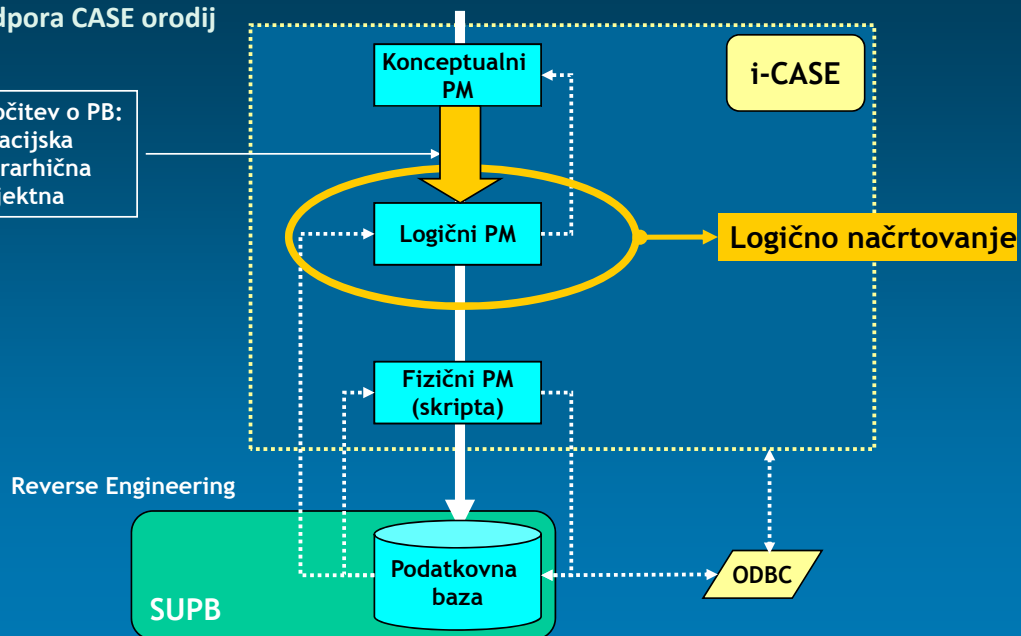 dpora CASE orodij
Konceptualni
PM
i-CASE
očitev o PB:
acijska
rarhična
jektna
Logični PM
Logično načrtovanje
Fizični PM
(skripta)
Reverse Engineering
Podatkovna
baza
ODBC
SUPB